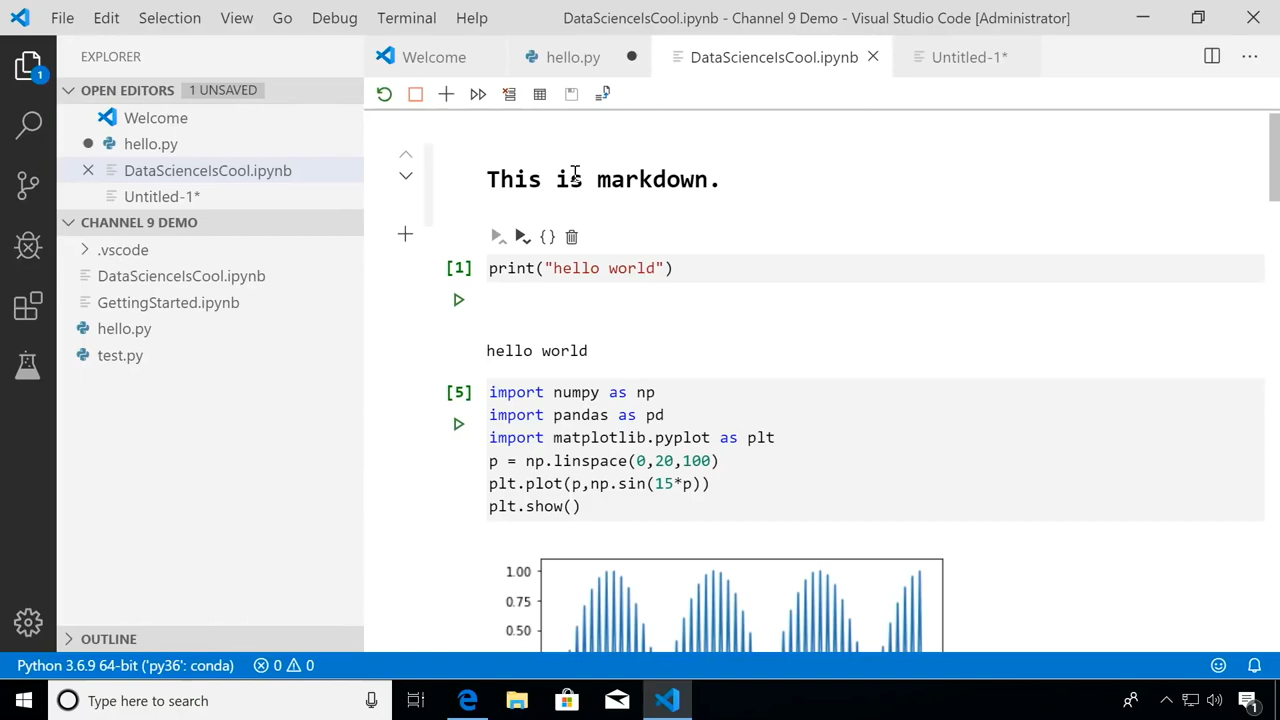 File Edit Selection View Go Debug Terminal Help DataScienceIsCool.ipynb - Channel 9 Demo - Visual Studio Code [Administrator]
EXPLORER
Welcome hello.py DataScienceIsCool.ipynb Untitled-1*
1
OPEN EDITORS 1 UNSAVED
Welcome
hello.py
DataScienceIsCool.ipynb
Untitled-1*
CHANNEL 9 DEMO
.vscode
DataScienceIsCool.ipynb
GettingStarted.ipynb
hello.py
test.py
OUTLINE
This is markdown.
[1] print("hello world")
hello world
[5] import numpy as np
import pandas as pd
import matplotlib.pyplot as plt
p = np.linspace(0,20,100)
plt.plot(p,np.sin(15*p))
plt.show()
1.00
0.75
0.50
Python 3.6.9 64-bit ('py36': conda) 0 0
Type here to search
1